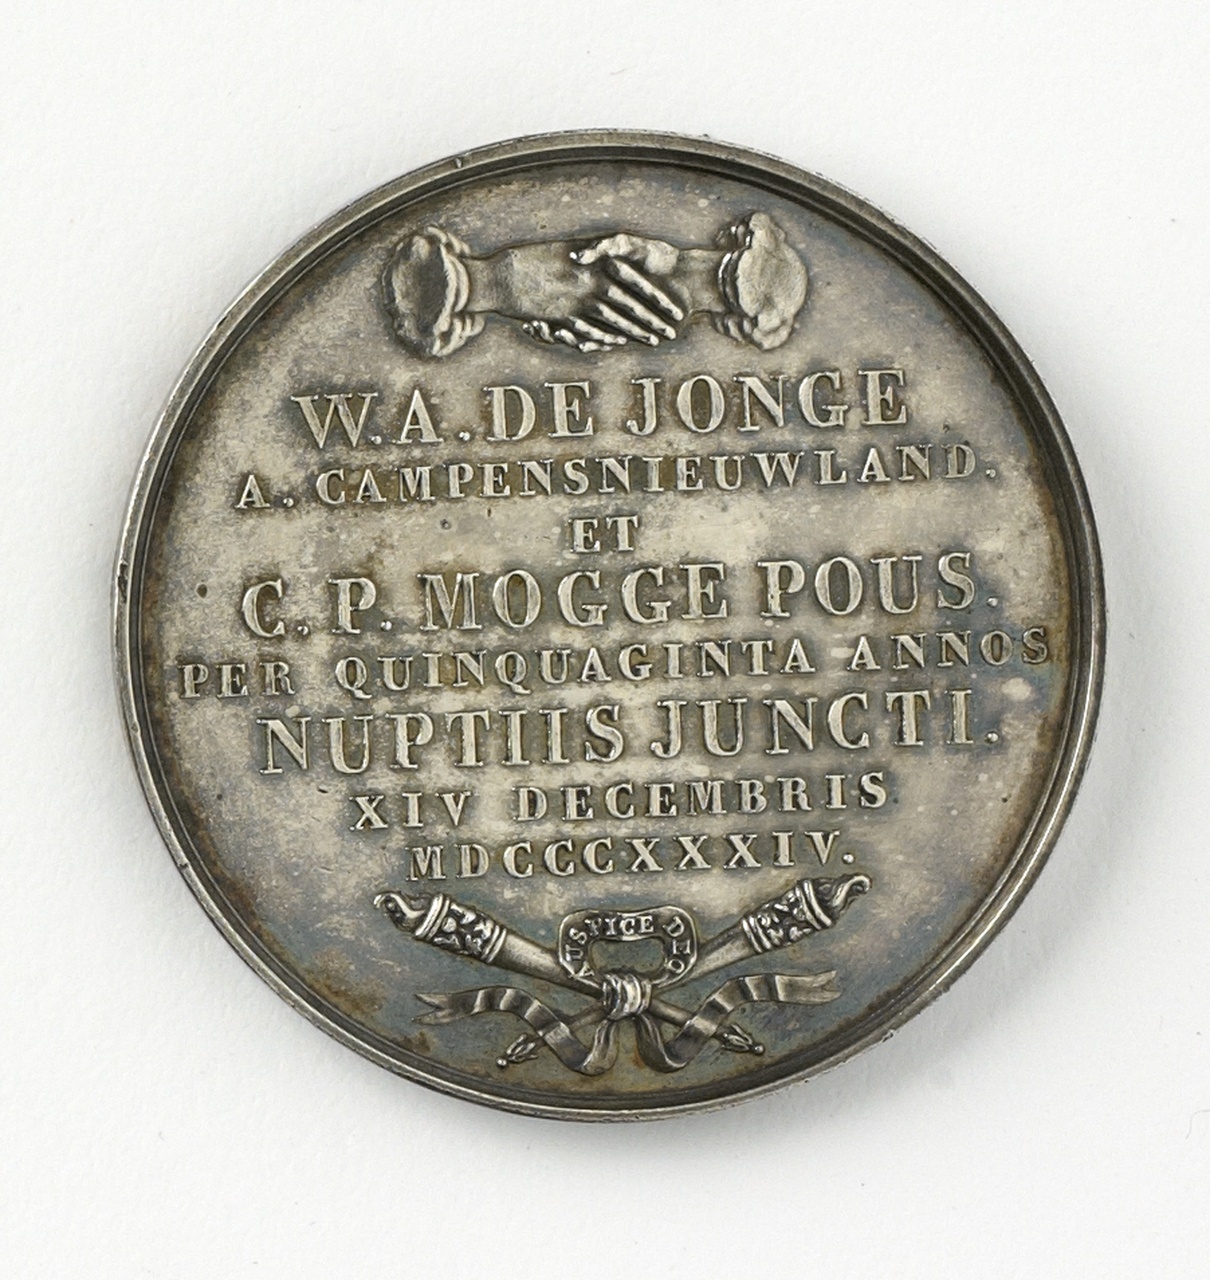 W.A.DE JONGE
A. CAMPENSNIEUWLAND.
ET
C.P. MOGGE POUS.
PER QUINQUAGINTA ANNOS
NUPTIIS JUNCTI.
XIV DECEMBRIS
MDCCCXXXIV.
AUSPICE DEO